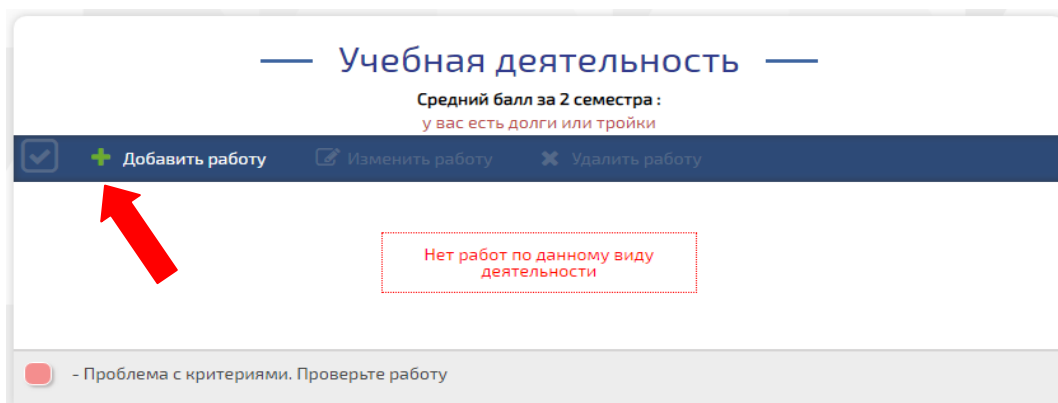 Учебная деятельность
Средний балл за 2 семестра :
у вас есть долги или тройки
Добавить работу Изменить работу Удалить работу
Нет работ по данному виду
деятельности
- Проблема с критериями. Проверьте работу